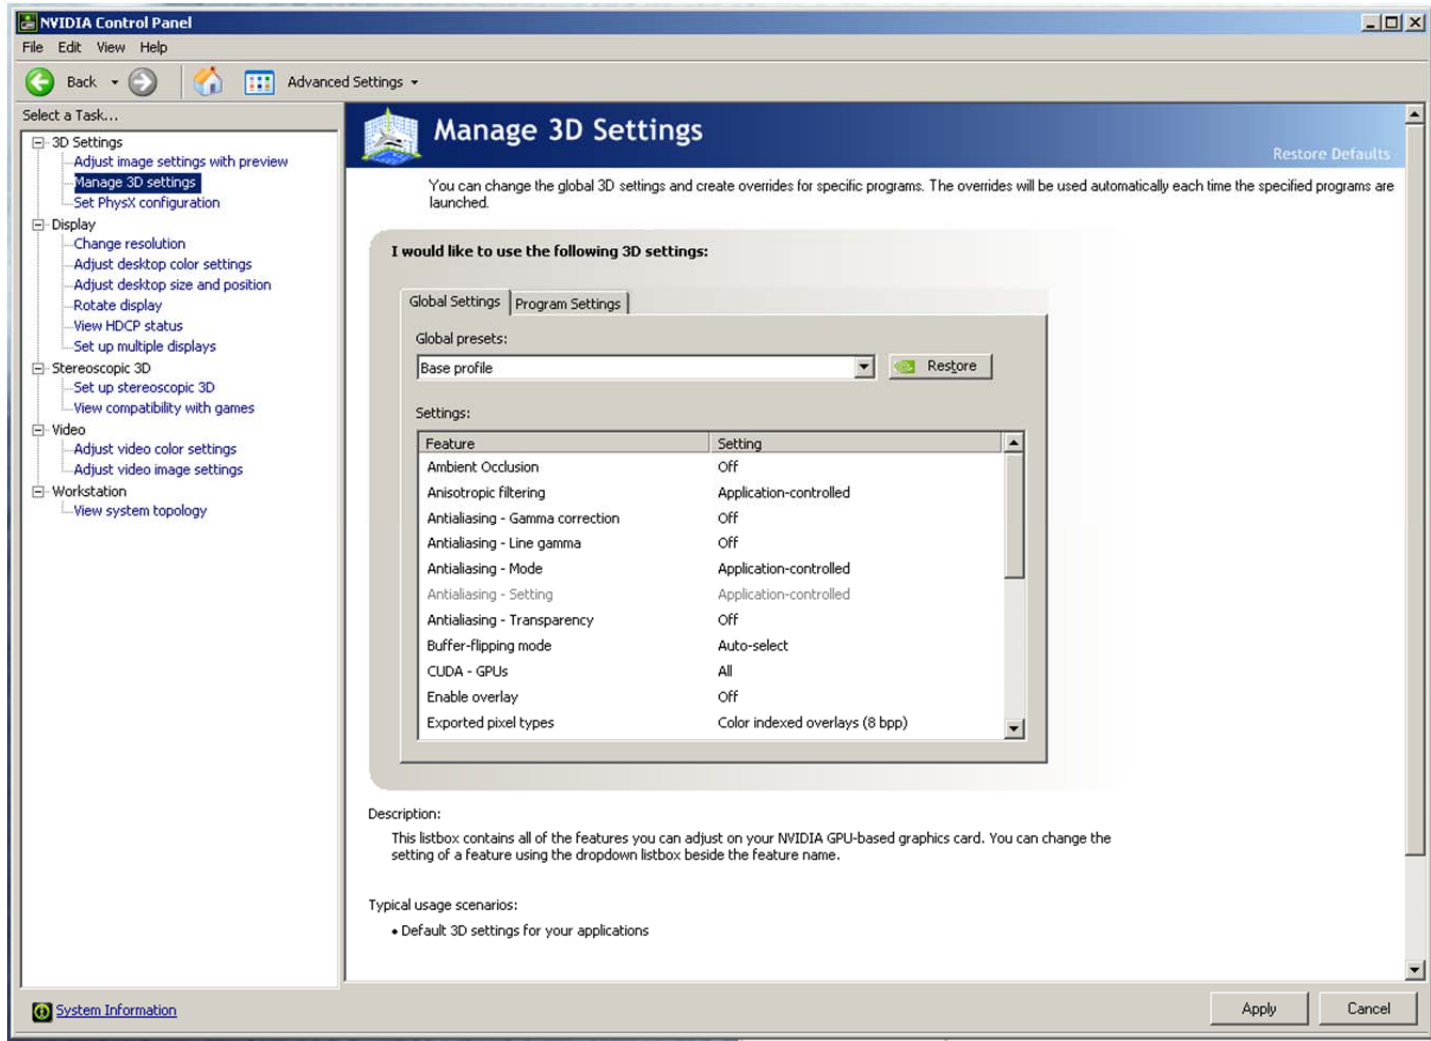 NVIDIA Control Panel
File Edit View Help
Back Advanced Settings
Select a Task...
3D Settings
Adjust image settings with preview
Manage 3D settings
Set PhysX configuration
Display
Change resolution
Adjust desktop color settings
Adjust desktop size and position
Rotate display
View HDCP status
Set up multiple displays
Stereoscopic 3D
Set up stereoscopic 3D
View compatibility with games
Video
Adjust video color settings
Adjust video image settings
Workstation
View system topology
Manage 3D Settings
Restore Defaults
You can change the global 3D settings and create overrides for specific programs. The overrides will be used automatically each time the specified programs are
launched.
I would like to use the following 3D settings:
Global Settings Program Settings
Global presets:
Base profile Restore
Settings:
Feature Setting
Ambient Occlusion Off
Anisotropic filtering Application-controlled
Antialiasing - Gamma correction Off
Antialiasing - Line gamma Off
Antialiasing - Mode Application-controlled
Antialiasing - Setting Application-controlled
Antialiasing - Transparency Off
Buffer-flipping mode Auto-select
CUDA - GPUs All
Enable overlay Off
Exported pixel types Color indexed overlays (8 bpp)
Description:
This listbox contains all of the features you can adjust on your NVIDIA GPU-based graphics card. You can change the
setting of a feature using the dropdown listbox beside the feature name.
Typical usage scenarios:
• Default 3D settings for your applications
System Information
Apply Cancel